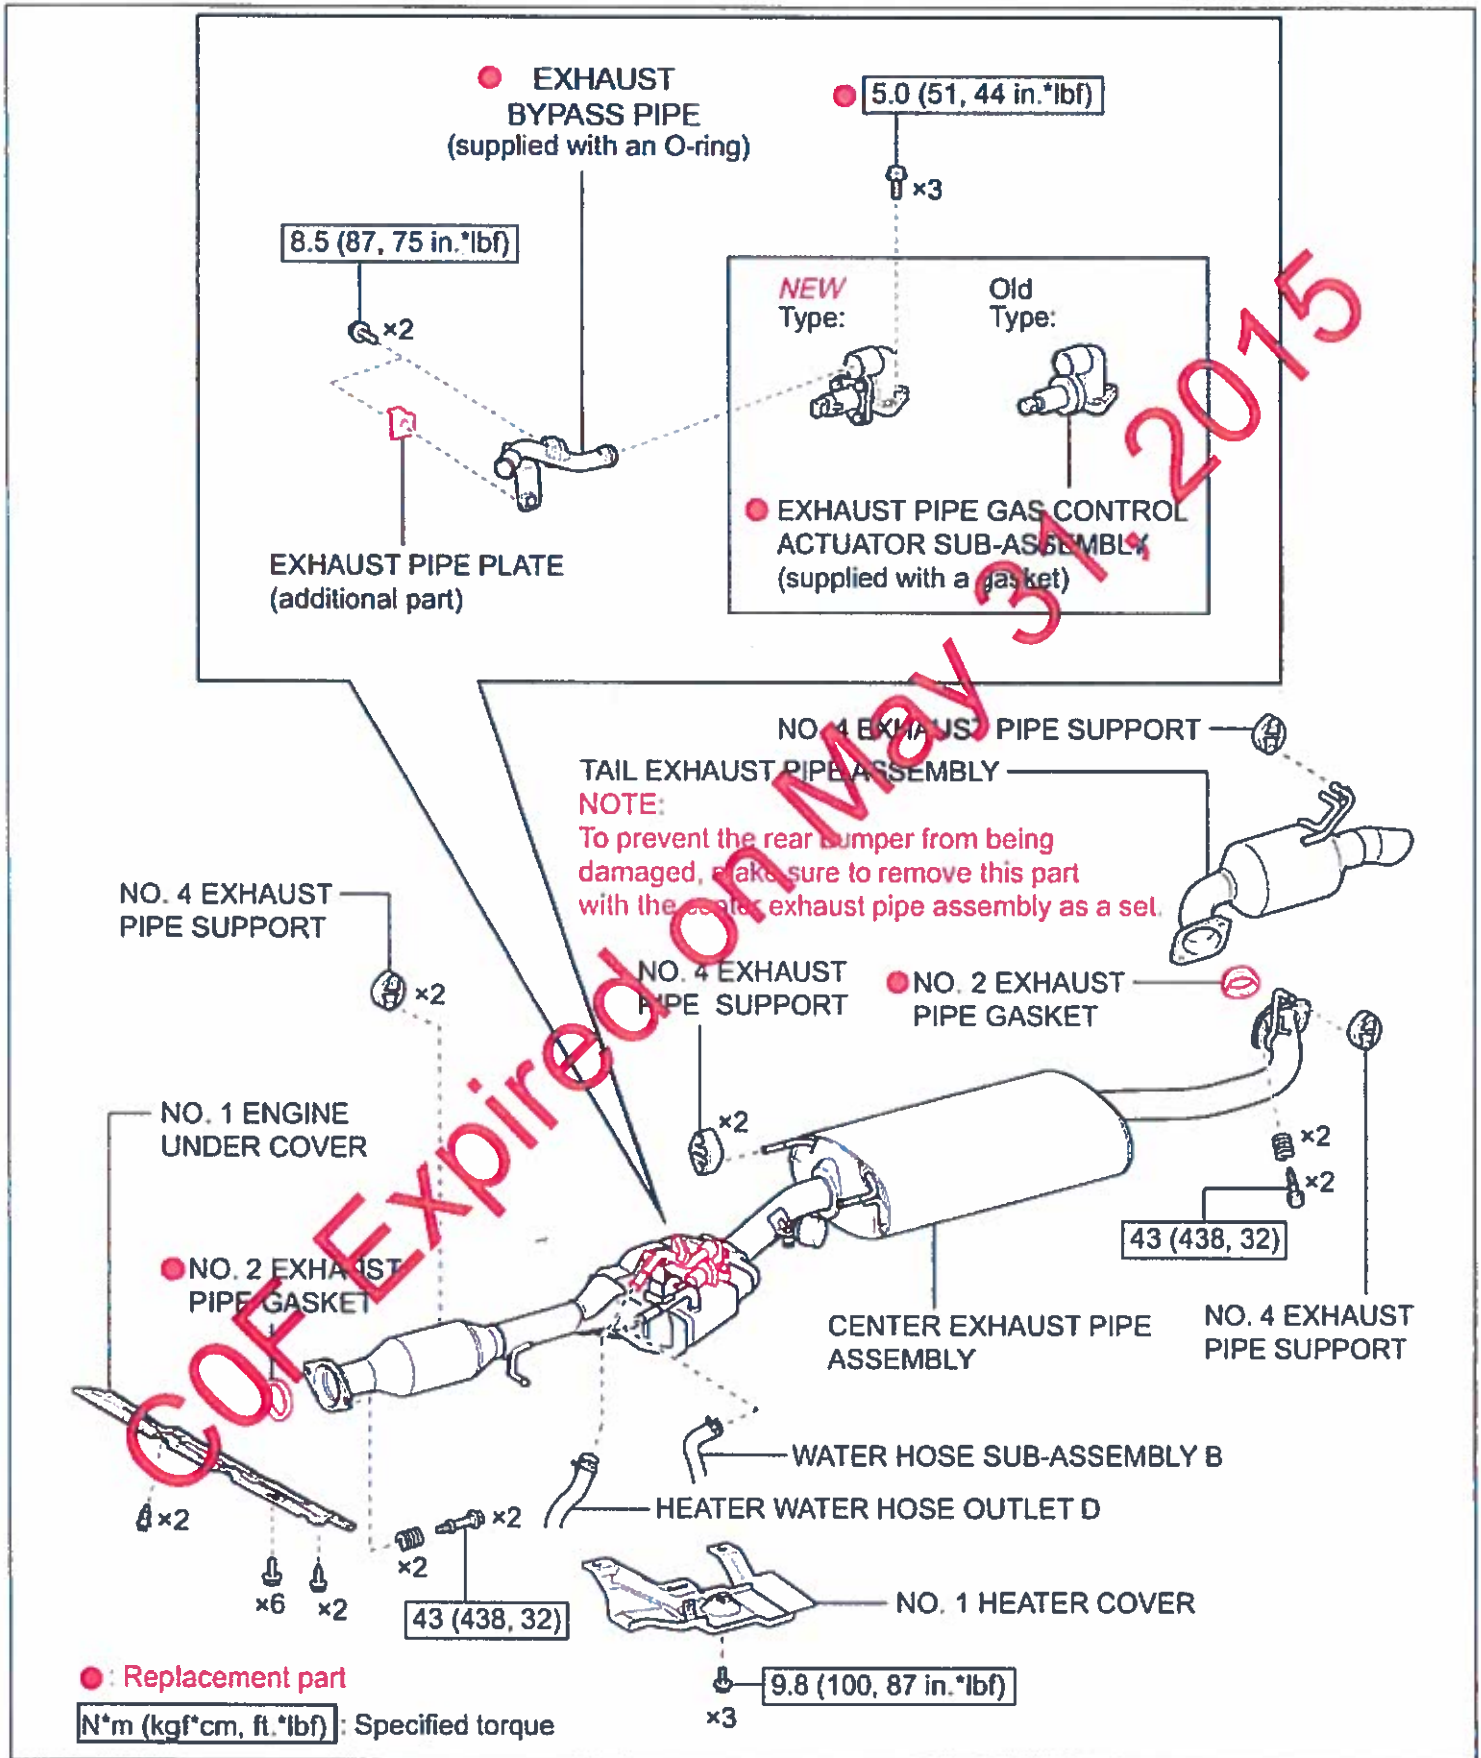 EXHAUST
BYPASS PIPE
(supplied with an O-ring)
5.0 (51, 44 in.*lbf)
×3
8.5 (87, 75 in.*lbf)
×2
NEW
Type:
Old
Type:
EXHAUST PIPE GAS CONTROL
ACTUATOR SUB-ASSEMBLY
(supplied with a gasket)
EXHAUST PIPE PLATE
(additional part)
NO. 4 EXHAUST PIPE SUPPORT
TAIL EXHAUST PIPE ASSEMBLY
NOTE:
To prevent the rear bumper from being
damaged, make sure to remove this part
with the center exhaust pipe assembly as a set.
NO. 4 EXHAUST
PIPE SUPPORT
×2
NO. 4 EXHAUST
PIPE SUPPORT
×2
NO. 2 EXHAUST
PIPE GASKET
NO. 1 ENGINE
UNDER COVER
×2
×2
43 (438, 32)
NO. 2 EXHAUST
PIPE GASKET
CENTER EXHAUST PIPE
ASSEMBLY
NO. 4 EXHAUST
PIPE SUPPORT
WATER HOSE SUB-ASSEMBLY B
HEATER WATER HOSE OUTLET D
×2
×6
×2
×2
×2
43 (438, 32)
NO. 1 HEATER COVER
9.8 (100, 87 in.*lbf)
×3
: Replacement part
N*m (kgf*cm, ft.*lbf) : Specified torque
COF Expired on May 31, 2015